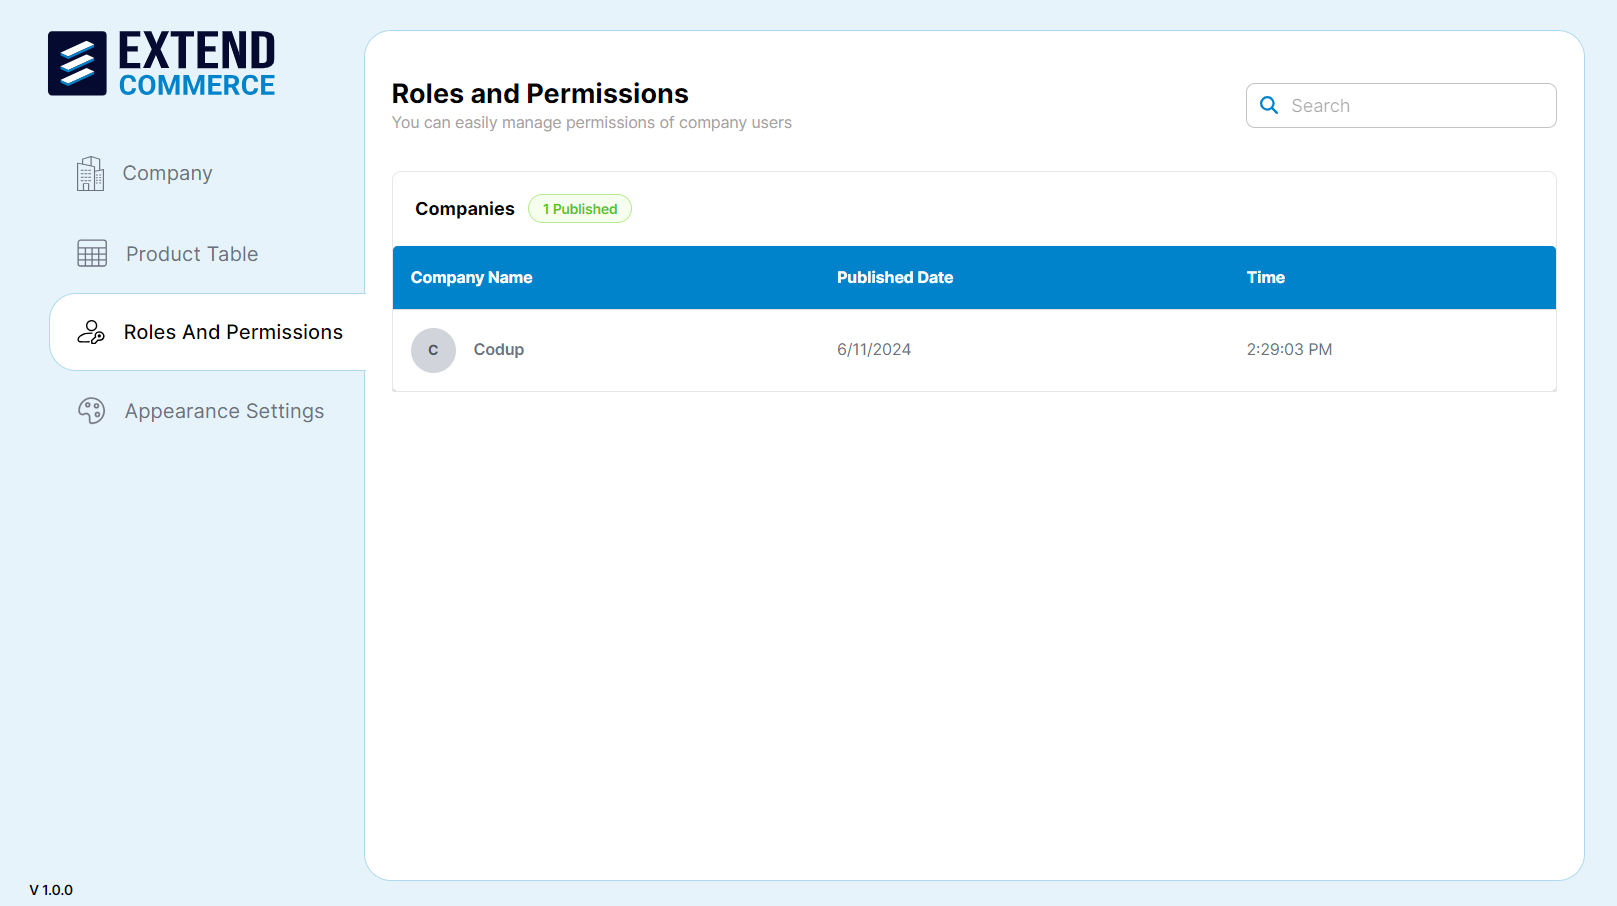 EXTEND
COMMERCE
Company
Product Table
Roles And Permissions
Appearance Settings
V 1.0.0
Roles and Permissions
You can easily manage permissions of company users
Search
Companies 1 Published
Company Name Published Date Time
C Codup 6/11/2024 2:29:03 PM